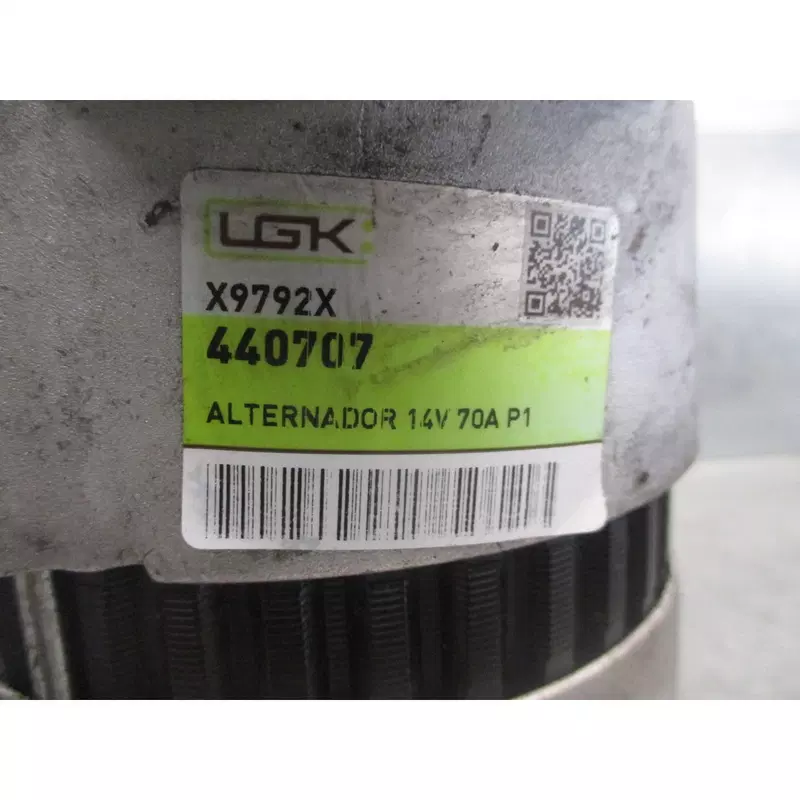 LGK
X9792X
440707
ALTERNADOR 14V 70A P1